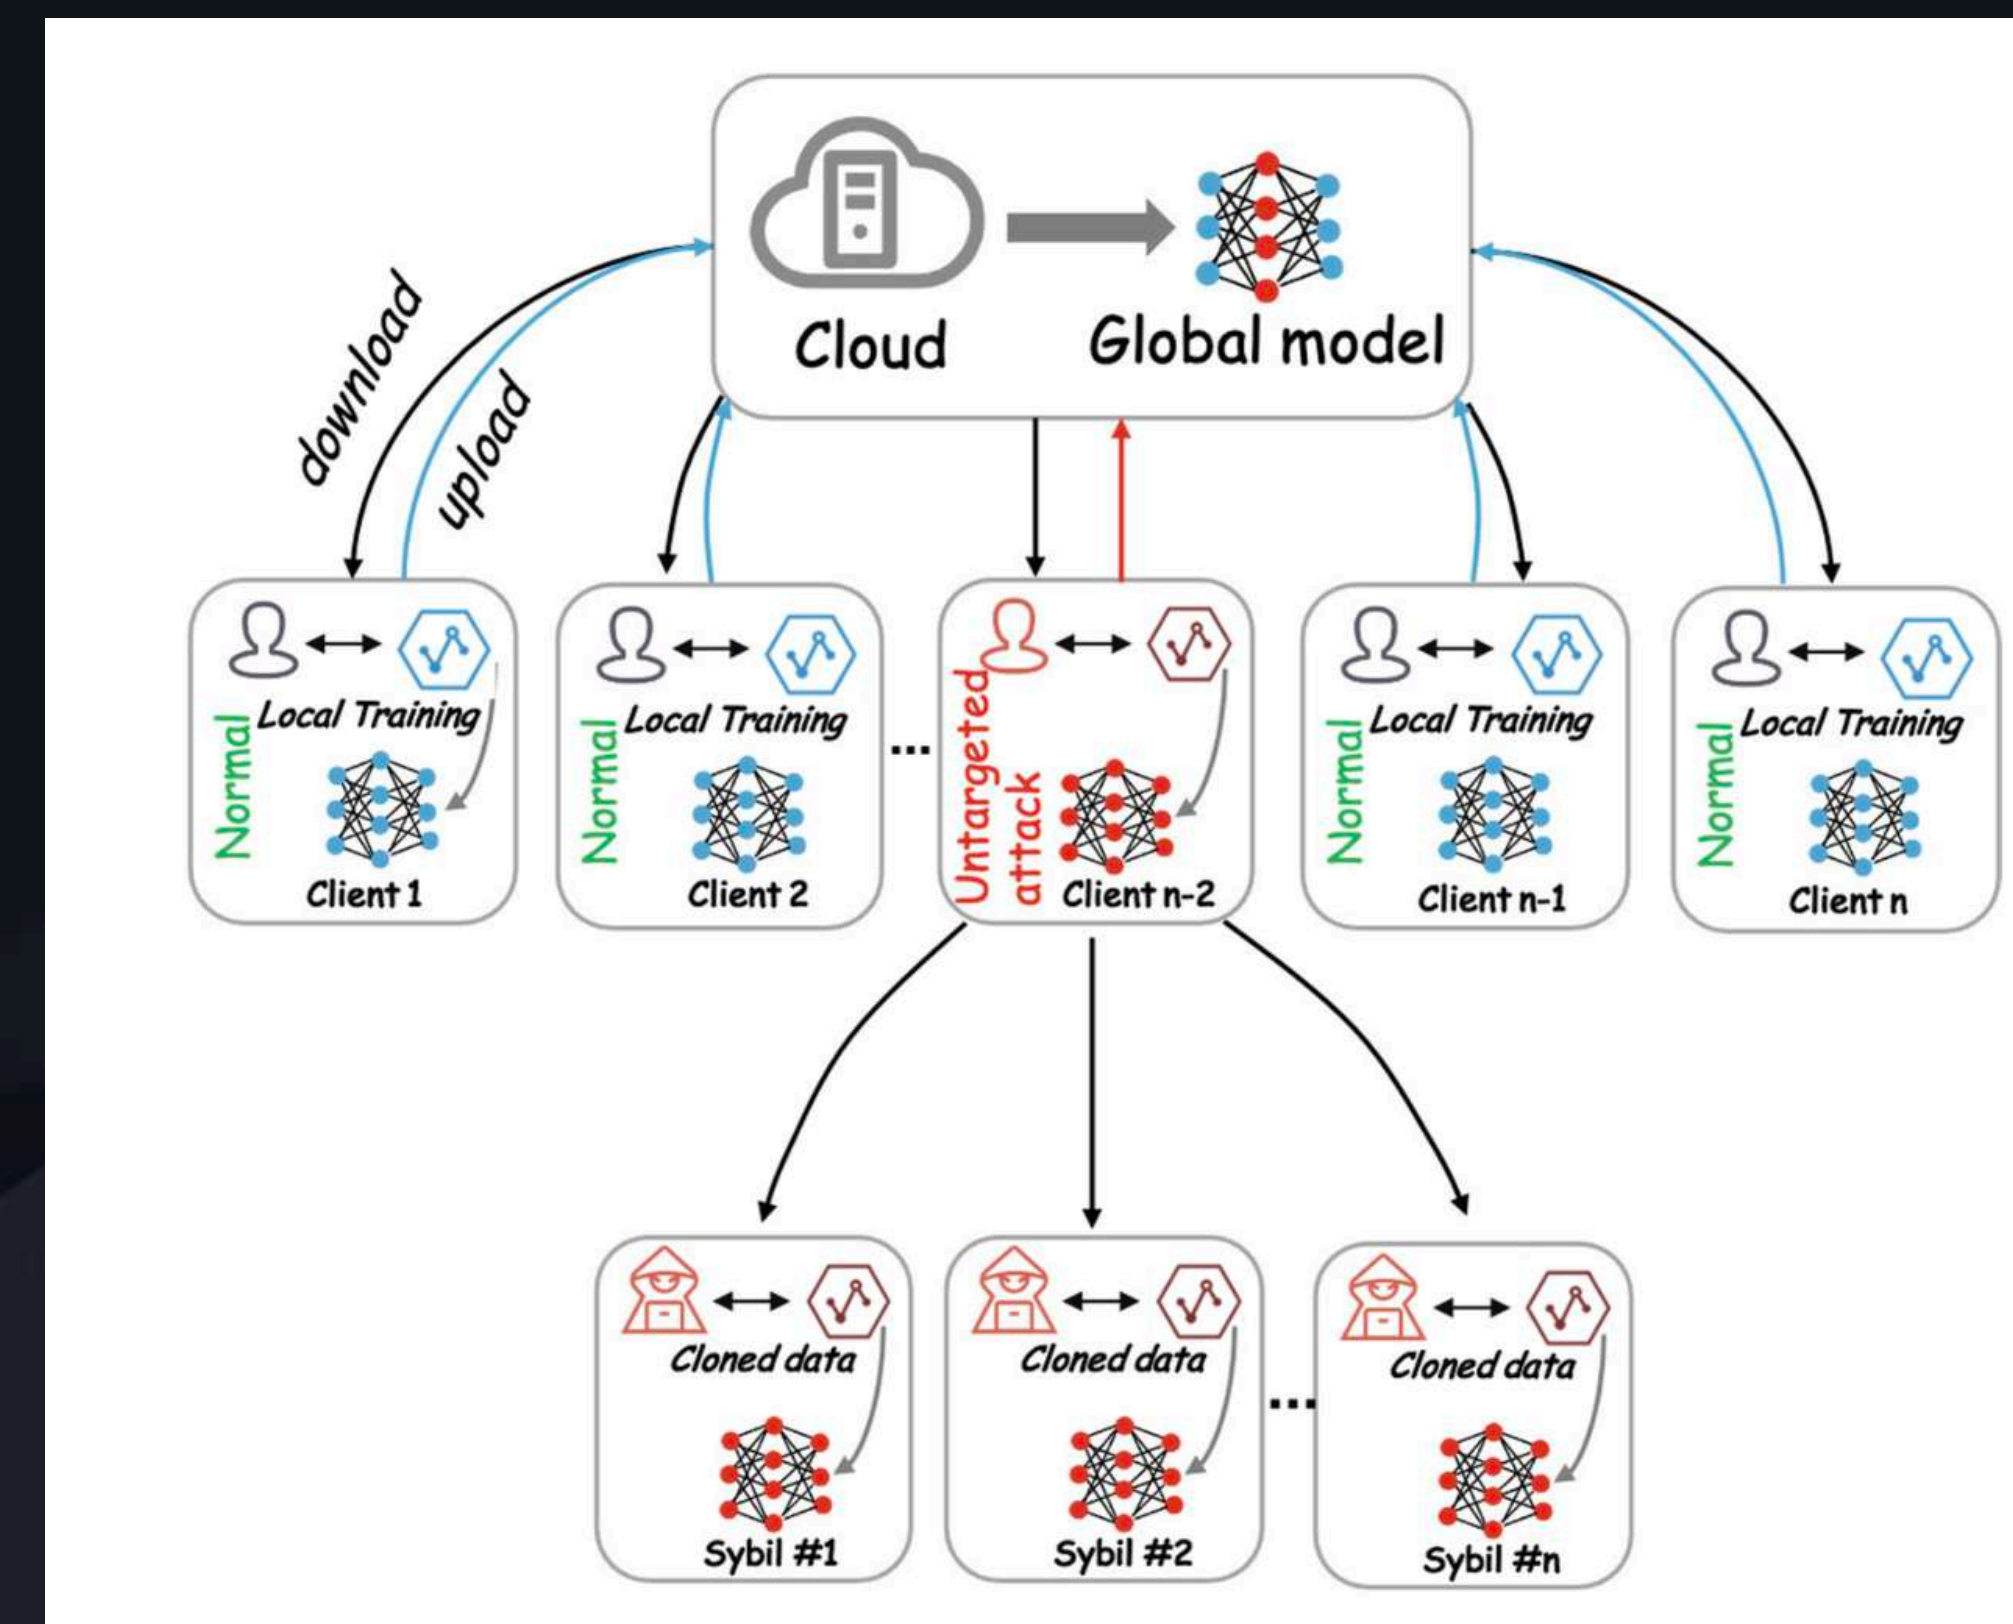 Cloud
Global model
download
upload
Normal
Local Training
Client 1
Normal
Local Training
Client 2
...
Untargeted
attack
Client n-2
Normal
Local Training
Client n-1
Normal
Local Training
Client n
Cloned data
Sybil #1
Cloned data
Sybil #2
...
Cloned data
Sybil #n